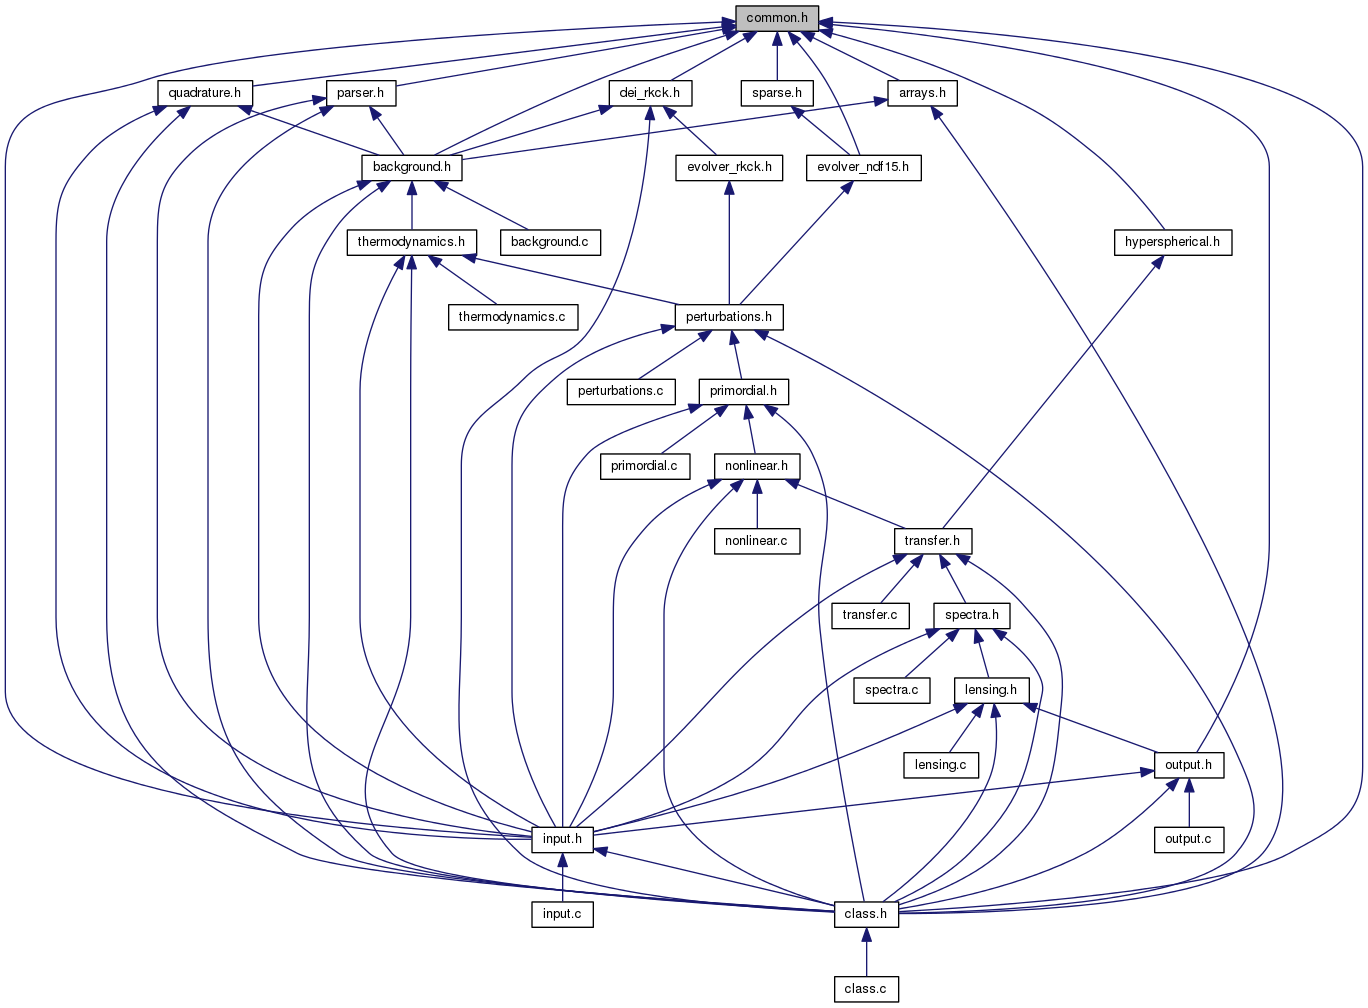 common.h
quadrature.h
parser.h
dei_rkck.h
sparse.h
arrays.h
background.h
evolver_rkck.h
evolver_ndf15.h
thermodynamics.h
background.c
hyperspherical.h
thermodynamics.c
perturbations.h
perturbations.c
primordial.h
primordial.c
nonlinear.h
nonlinear.c
transfer.h
transfer.c
spectra.h
spectra.c
lensing.h
lensing.c
output.h
input.h
output.c
input.c
class.h
class.c